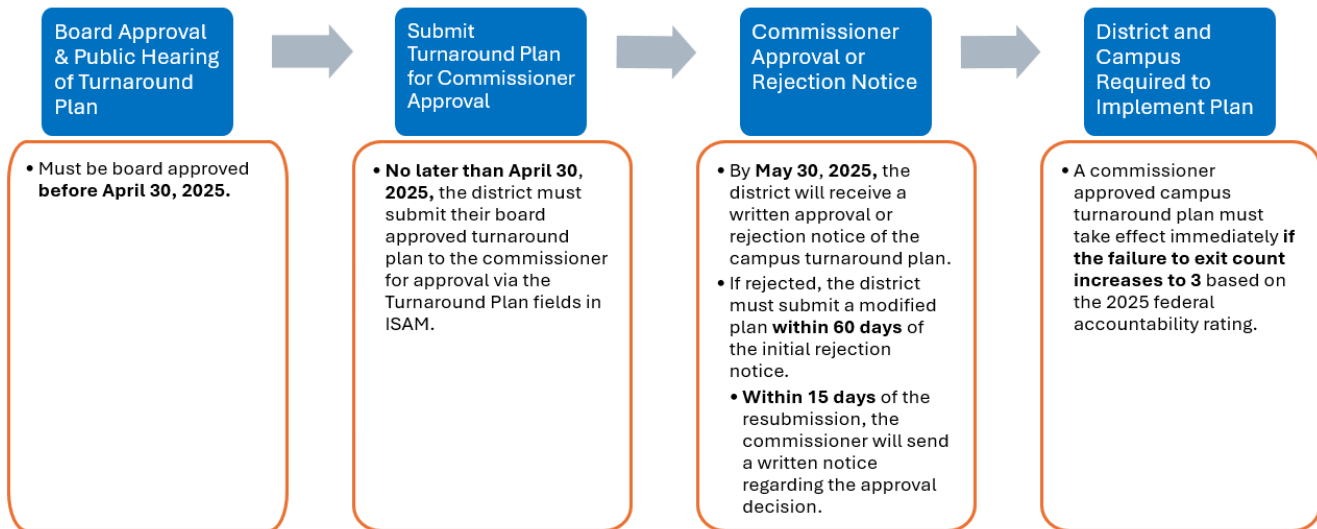 Board Approval
& Public Hearing
of Turnaround
Plan
Submit
Turnaround Plan
for Commissioner
Approval
Commissioner
Approval or
Rejection Notice
District and
Campus
Required to
Implement Plan
• Must be board approved
before April 30, 2025.
• No later than April 30,
2025, the district must
submit their board
approved turnaround
plan to the commissioner
for approval via the
Turnaround Plan fields in
ISAM.
• By May 30, 2025, the
district will receive a
written approval or
rejection notice of the
campus turnaround plan.
• If rejected, the district
must submit a modified
plan within 60 days of
the initial rejection
notice.
• Within 15 days of the
resubmission, the
commissioner will send
a written notice
regarding the approval
decision.
• A commissioner
approved campus
turnaround plan must
take effect immediately if
the failure to exit count
increases to 3 based on
the 2025 federal
accountability rating.